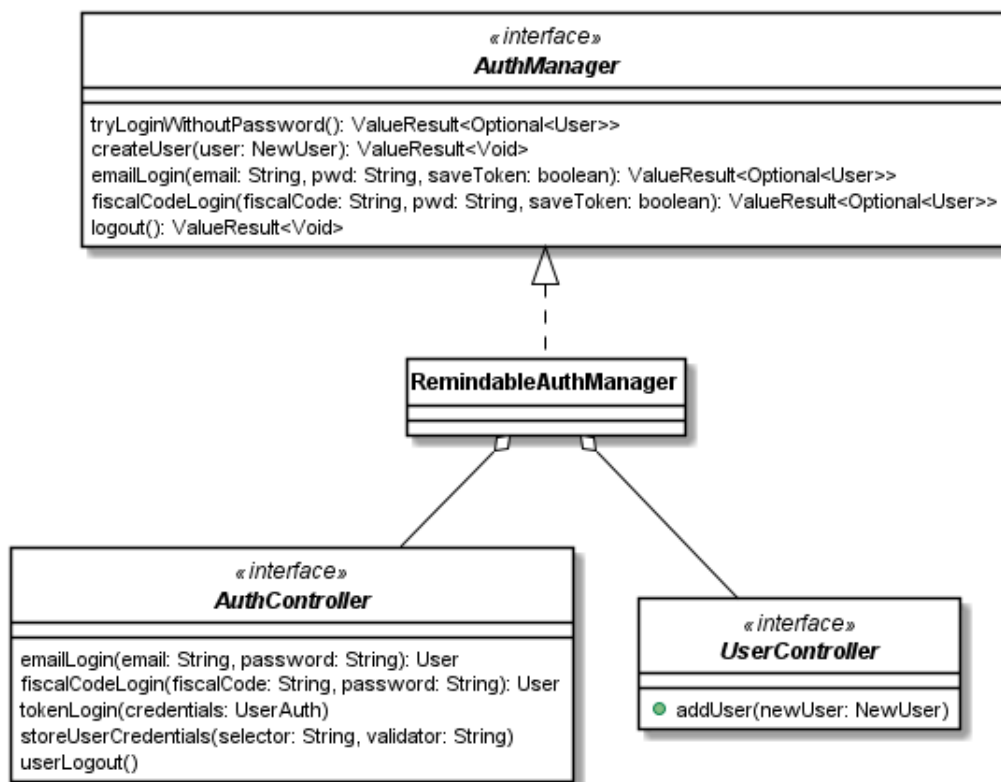 «interface»
AuthManager
tryLoginWithoutPassword(): ValueResult<Optional<User>>
createUser(user: NewUser): ValueResult<Void>
emailLogin(email: String, pwd: String, saveToken: boolean): ValueResult<Optional<User>>
fiscalCodeLogin(fiscalCode: String, pwd: String, saveToken: boolean): ValueResult<Optional<User>>
logout(): ValueResult<Void>
RemindableAuthManager
«interface»
AuthController
emailLogin(email: String, password: String): User
fiscalCodeLogin(fiscalCode: String, password: String): User
tokenLogin(credentials: UserAuth)
storeUserCredentials(selector: String, validator: String)
userLogout()
«interface»
UserController
addUser(newUser: NewUser)